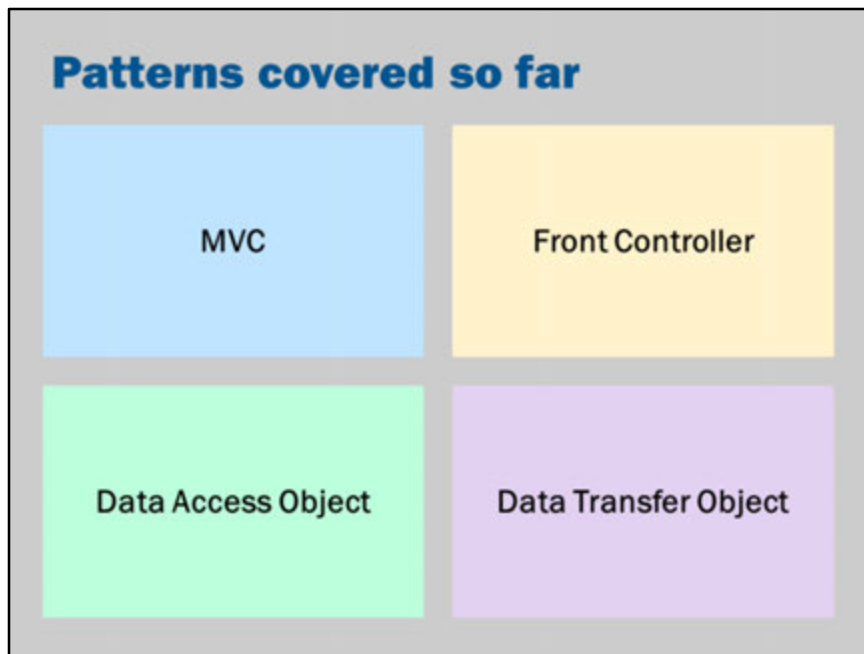 Patterns covered so far
MVC
Front Controller
Data Access Object
Data Transfer Object